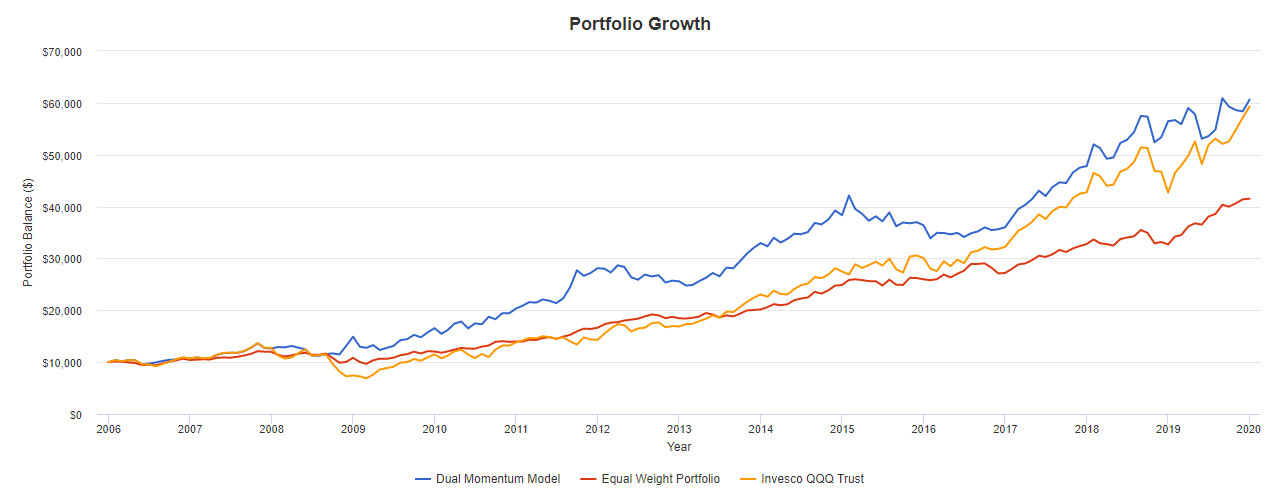 Portfolio Growth
$70,000
$60,000
$50,000
$40,000
$30,000
$20,000
$10,000
$0
Portfolio Balance ($)
2006 2007 2008 2009 2010 2011 2012 2013 2014 2015 2016 2017 2018 2019 2020
Year
Dual Momentum Model Equal Weight Portfolio Invesco QQQ Trust